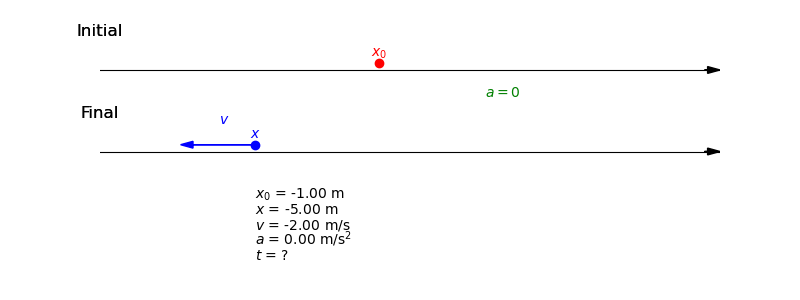 Initial
x₀
a = 0
Final
v
x
x₀ = -1.00 m
x = -5.00 m
v = -2.00 m/s
a = 0.00 m/s²
t = ?